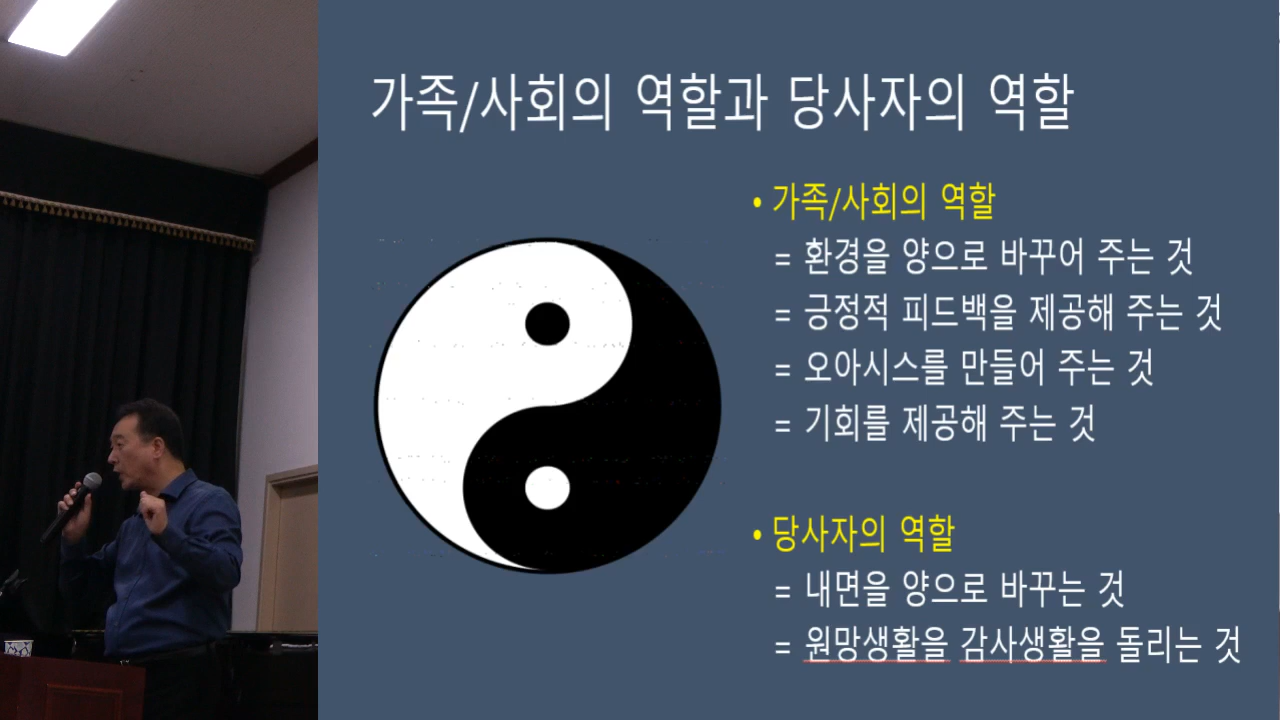 가족/사회의 역할과 당사자의 역할
• 가족/사회의 역할
= 환경을 양으로 바꾸어 주는 것
= 긍정적 피드백을 제공해 주는 것
= 오아시스를 만들어 주는 것
= 기회를 제공해 주는 것
• 당사자의 역할
= 내면을 양으로 바꾸는 것
= 원망생활을 감사생활을 돌리는 것